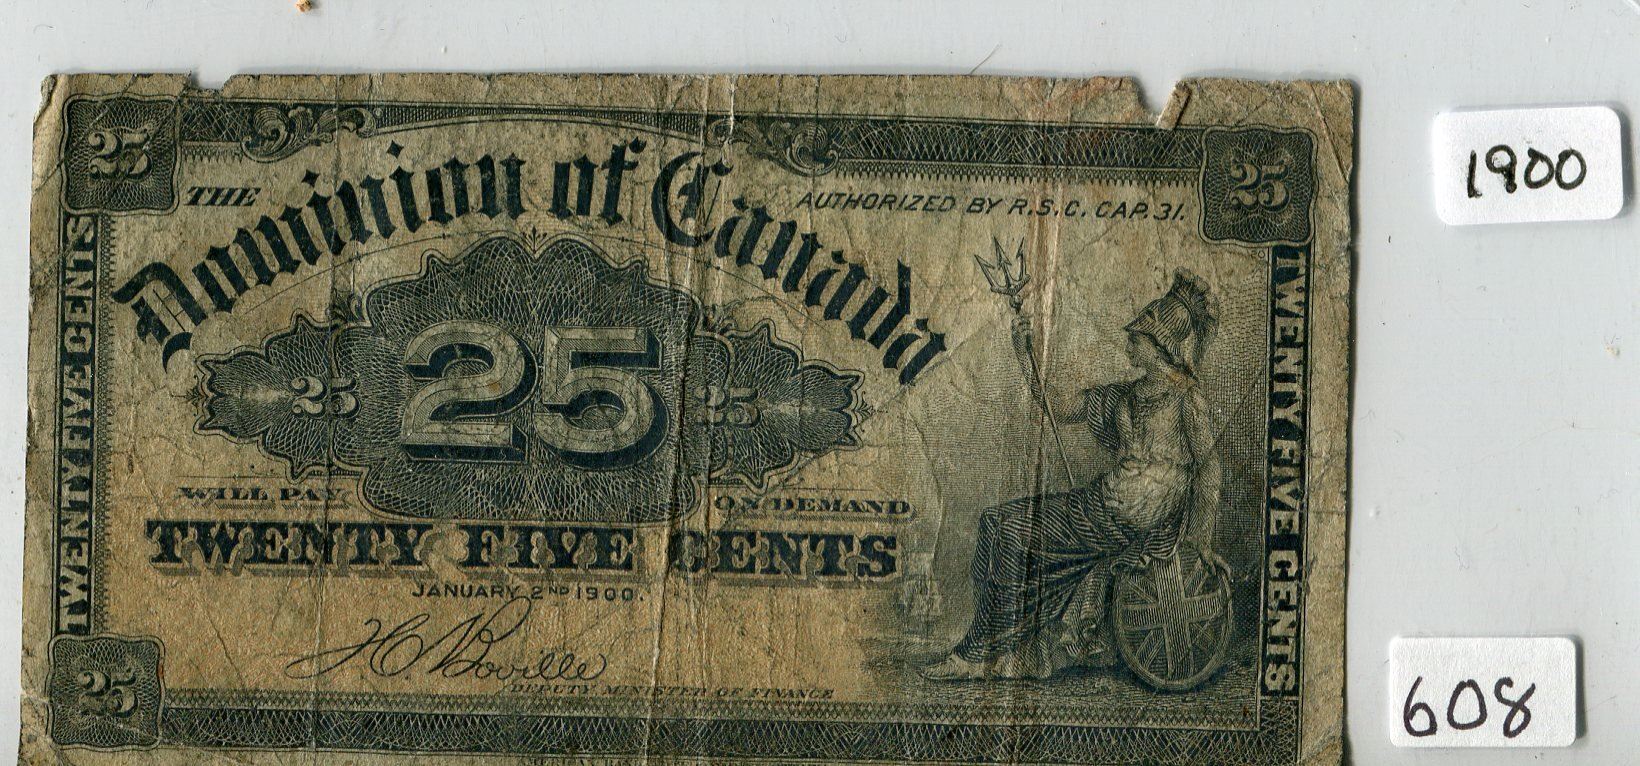 25
25
THE
Dominion of Canada
AUTHORIZED BY R.S.C. CAP. 31.
TWENTY FIVE CENTS
TWENTY FIVE CENTS
25
25
25
WILL PAY
ON DEMAND
TWENTY FIVE CENTS
JANUARY 2ND 1900.
H C Boville
DEPUTY MINISTER OF FINANCE
25
1900
608